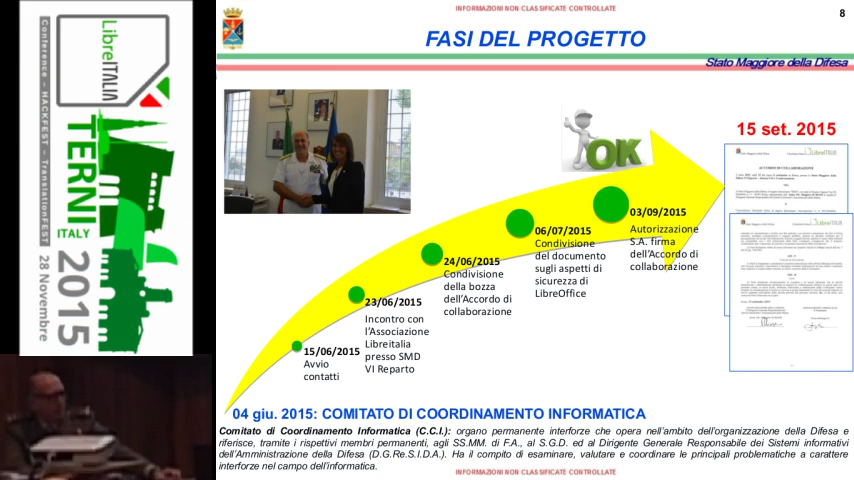 INFORMAZIONI NON CLASSIFICATE CONTROLLATE
8
FASI DEL PROGETTO
Stato Maggiore della Difesa
LibreITALIA
Conference – HACKFEST – TranslationFEST
TERNI
ITALY
2015
28 Novembre
15 set. 2015
LibreITALIA
ACCORDO DI COLLABORAZIONE
LibreITALIA
OK
03/09/2015
Autorizzazione
S.A. firma
dell'Accordo di
collaborazione
06/07/2015
Condivisione
del documento
sugli aspetti di
sicurezza di
LibreOffice
24/06/2015
Condivisione
della bozza
dell'Accordo di
collaborazione
23/06/2015
Incontro con
l'Associazione
Libreitalia
presso SMD
VI Reparto
15/06/2015
Avvio
contatti
04 giu. 2015: COMITATO DI COORDINAMENTO INFORMATICA
Comitato di Coordinamento Informatica (C.C.I.): organo permanente interforze che opera nell'ambito dell'organizzazione della Difesa e
riferisce, tramite i rispettivi membri permanenti, agli SS.MM. di F.A., al S.G.D. ed al Dirigente Generale Responsabile dei Sistemi informativi
dell'Amministrazione della Difesa (D.G.Re.S.I.D.A.). Ha il compito di esaminare, valutare e coordinare le principali problematiche a carattere
interforze nel campo dell'informatica.
INFORMAZIONI NON CLASSIFICATE CONTROLLATE